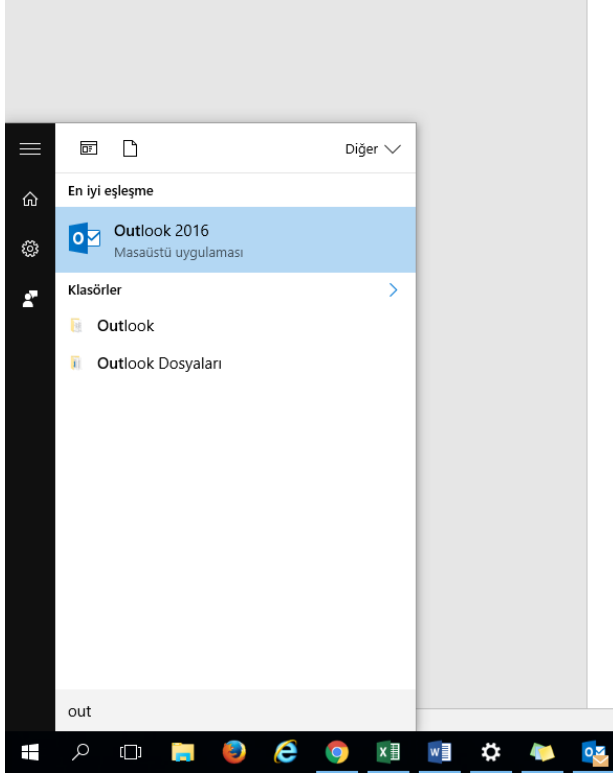 Diğer
En iyi eşleşme
Outlook 2016
Masaüstü uygulaması
Klasörler
Outlook
Outlook Dosyaları
out